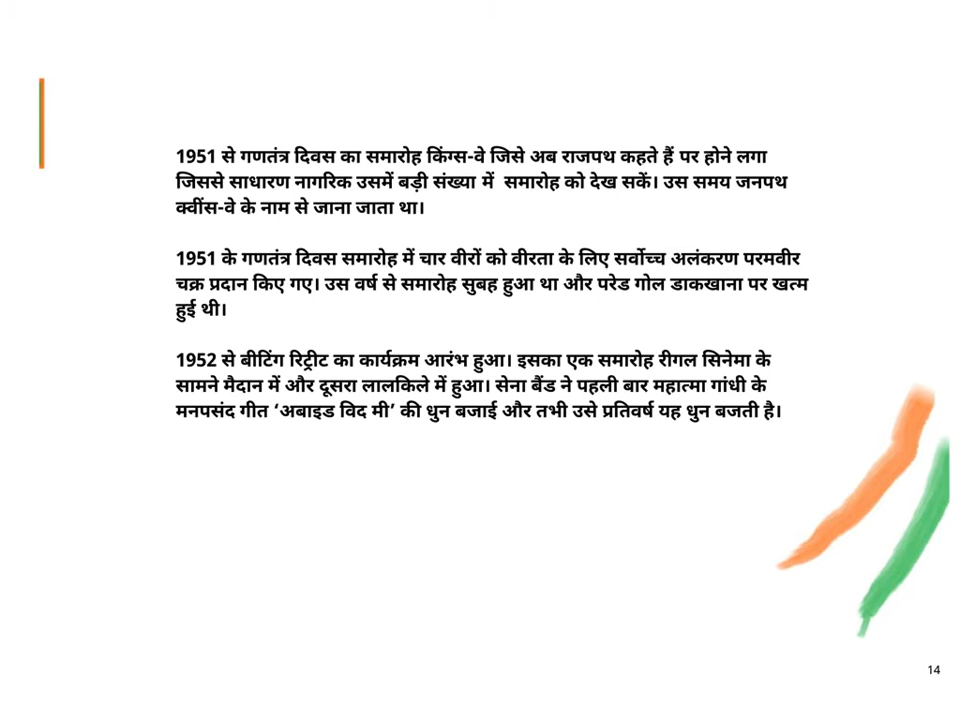 1951 से गणतंत्र दिवस का समारोह किंग्स-वे जिसे अब राजपथ कहते हैं पर होने लगा
जिससे साधारण नागरिक उसमें बड़ी संख्या में समारोह को देख सकें। उस समय जनपथ
क्वींस-वे के नाम से जाना जाता था।
1951 के गणतंत्र दिवस समारोह में चार वीरों को वीरता के लिए सर्वोच्च अलंकरण परमवीर
चक्र प्रदान किए गए। उस वर्ष से समारोह सुबह हुआ था और परेड गोल डाकखाना पर खत्म
हुई थी।
1952 से बीटिंग रिट्रीट का कार्यक्रम आरंभ हुआ। इसका एक समारोह रीगल सिनेमा के
सामने मैदान में और दूसरा लालकिले में हुआ। सेना बैंड ने पहली बार महात्मा गांधी के
मनपसंद गीत ‘अबाइड विद मी’ की धुन बजाई और तभी उसे प्रतिवर्ष यह धुन बजती है।
14